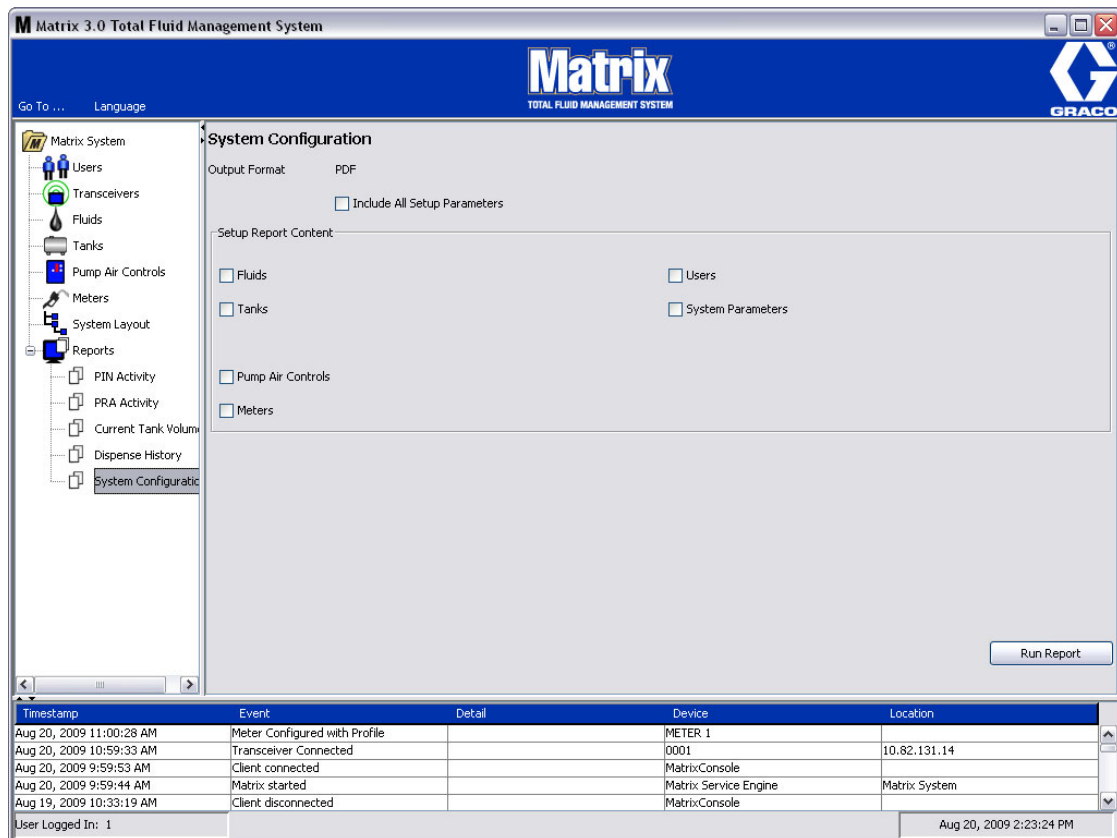 M Matrix 3.0 Total Fluid Management System
Matrix
TOTAL FLUID MANAGEMENT SYSTEM
GRACO
®
Go To ... Language
Matrix System
Users
Transceivers
Fluids
Tanks
Pump Air Controls
Meters
System Layout
Reports
PIN Activity
PRA Activity
Current Tank Volum
Dispense History
System Configuratic
System Configuration
Output Format PDF
Include All Setup Parameters
Setup Report Content
Fluids Users
Tanks System Parameters
Pump Air Controls
Meters
Run Report
Timestamp Event Detail Device Location
Aug 20, 2009 11:00:28 AM Meter Configured with Profile METER 1
Aug 20, 2009 10:59:33 AM Transceiver Connected 0001 10.82.131.14
Aug 20, 2009 9:59:53 AM Client connected MatrixConsole
Aug 20, 2009 9:59:44 AM Matrix started Matrix Service Engine Matrix System
Aug 19, 2009 10:33:19 AM Client disconnected MatrixConsole
User Logged In: 1 Aug 20, 2009 2:23:24 PM